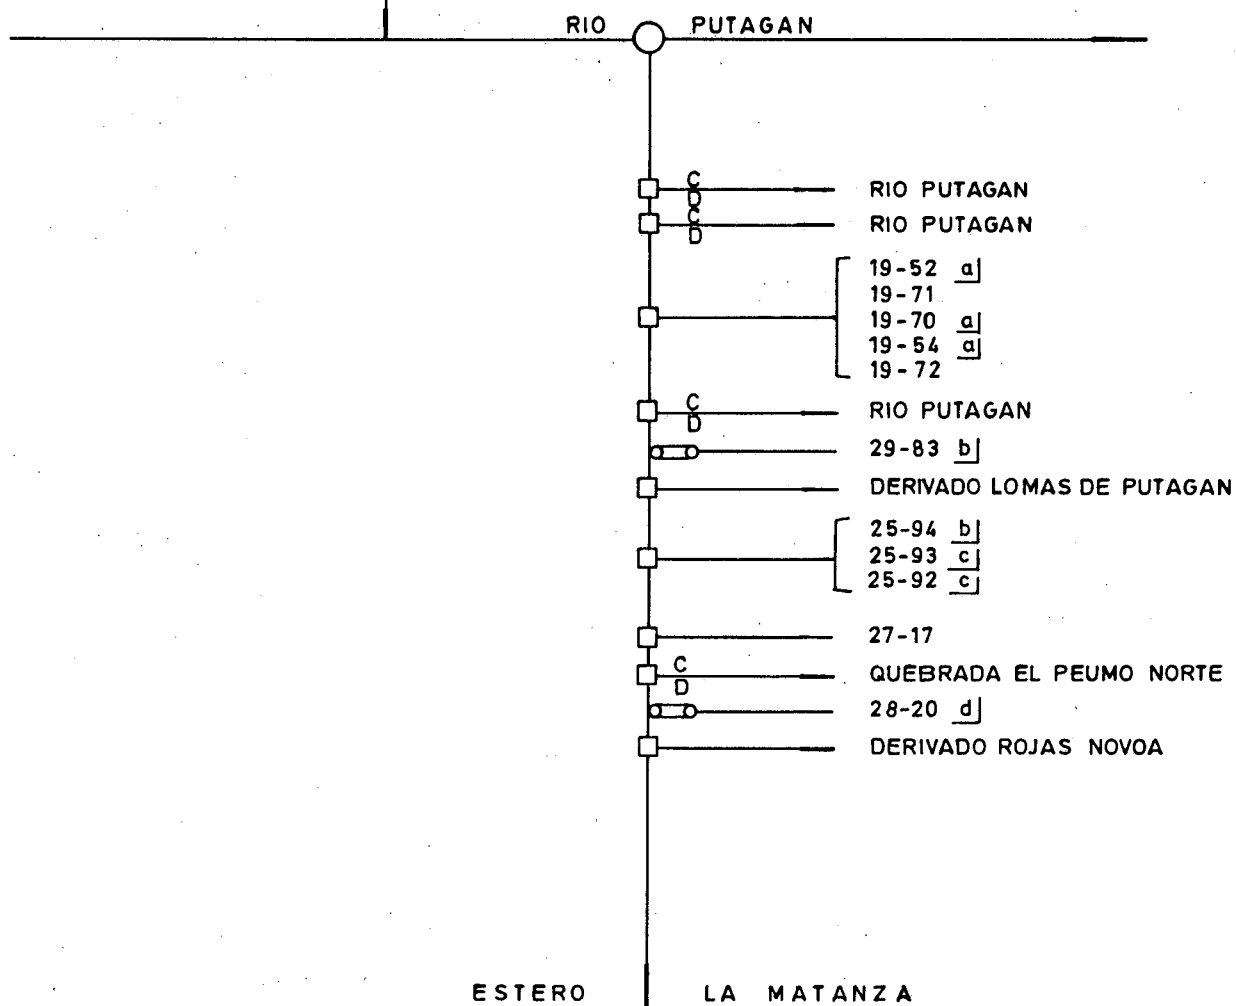 RIO PUTAGAN
C
D
RIO PUTAGAN
C
D
RIO PUTAGAN
19-52 a
19-71
19-70 a
19-54 a
19-72
C
D
RIO PUTAGAN
29-83 b
DERIVADO LOMAS DE PUTAGAN
25-94 b
25-93 c
25-92 c
27-17
C
D
QUEBRADA EL PEUMO NORTE
28-20 d
DERIVADO ROJAS NOVOA
ESTERO LA MATANZA